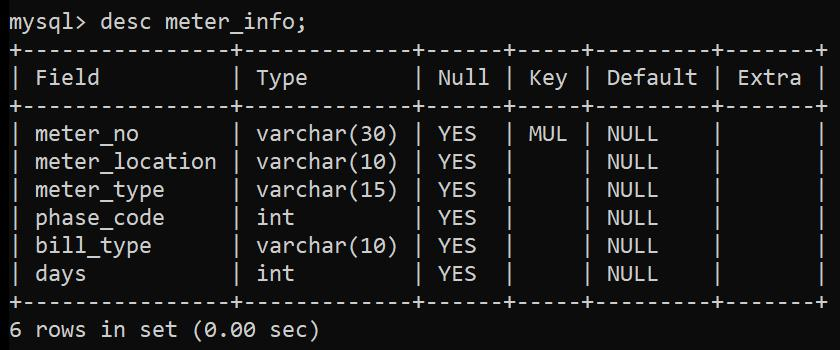 mysql> desc meter_info;
+----------------+-------------+------+-----+---------+-------+
| Field          | Type        | Null | Key | Default | Extra |
+----------------+-------------+------+-----+---------+-------+
| meter_no       | varchar(30) | YES  | MUL | NULL    |       |
| meter_location | varchar(10) | YES  |     | NULL    |       |
| meter_type     | varchar(15) | YES  |     | NULL    |       |
| phase_code     | int         | YES  |     | NULL    |       |
| bill_type      | varchar(10) | YES  |     | NULL    |       |
| days           | int         | YES  |     | NULL    |       |
+----------------+-------------+------+-----+---------+-------+
6 rows in set (0.00 sec)